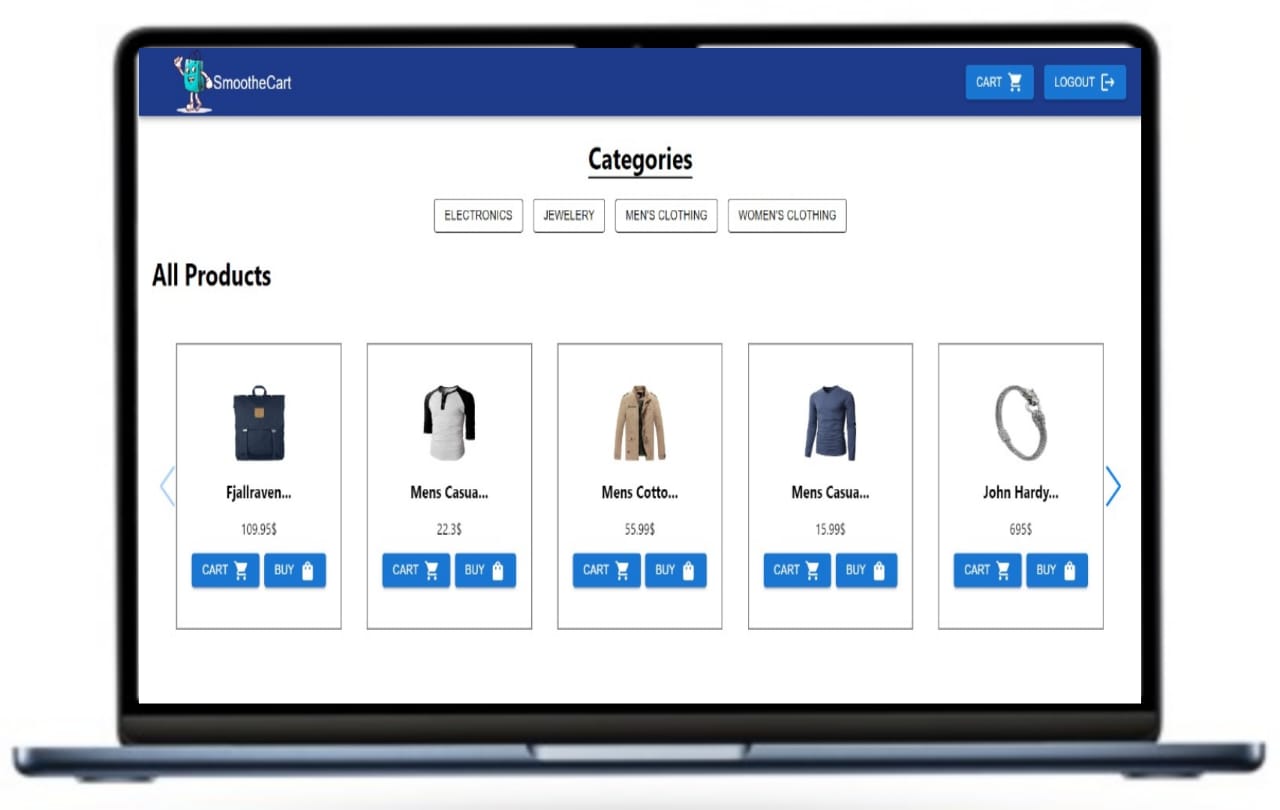 SmootheCart
CART
LOGOUT
Categories
ELECTRONICS
JEWELERY
MEN'S CLOTHING
WOMEN'S CLOTHING
All Products
Fjallraven...
109.95$
CART
BUY
Mens Casua...
22.3$
CART
BUY
Mens Cotto...
55.99$
CART
BUY
Mens Casua...
15.99$
CART
BUY
John Hardy...
695$
CART
BUY